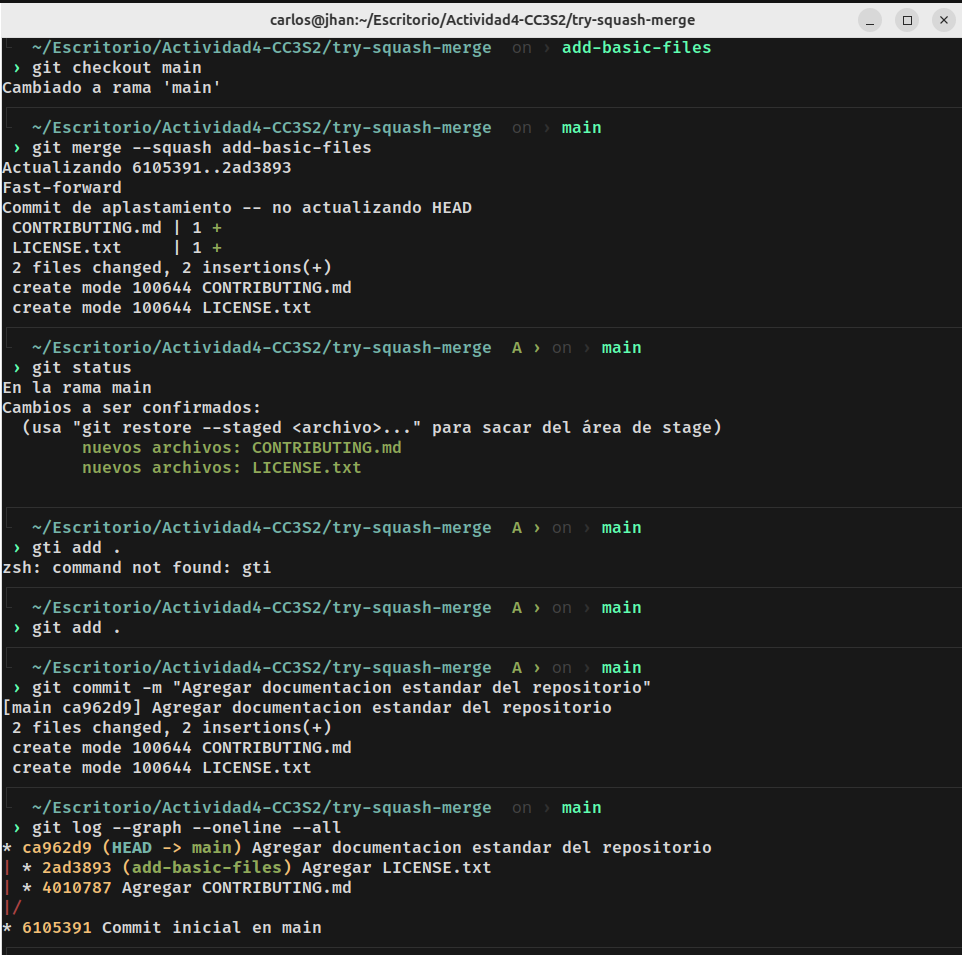 carlos@jhan:~/Escritorio/Actividad4-CC3S2/try-squash-merge
~/Escritorio/Actividad4-CC3S2/try-squash-merge  on › add-basic-files
› git checkout main
Cambiado a rama 'main'
~/Escritorio/Actividad4-CC3S2/try-squash-merge  on › main
› git merge --squash add-basic-files
Actualizando 6105391..2ad3893
Fast-forward
Commit de aplastamiento -- no actualizando HEAD
 CONTRIBUTING.md | 1 +
 LICENSE.txt     | 1 +
 2 files changed, 2 insertions(+)
 create mode 100644 CONTRIBUTING.md
 create mode 100644 LICENSE.txt
~/Escritorio/Actividad4-CC3S2/try-squash-merge  A › on › main
› git status
En la rama main
Cambios a ser confirmados:
  (usa "git restore --staged <archivo>..." para sacar del área de stage)
        nuevos archivos: CONTRIBUTING.md
        nuevos archivos: LICENSE.txt
~/Escritorio/Actividad4-CC3S2/try-squash-merge  A › on › main
› gti add .
zsh: command not found: gti
~/Escritorio/Actividad4-CC3S2/try-squash-merge  A › on › main
› git add .
~/Escritorio/Actividad4-CC3S2/try-squash-merge  A › on › main
› git commit -m "Agregar documentacion estandar del repositorio"
[main ca962d9] Agregar documentacion estandar del repositorio
 2 files changed, 2 insertions(+)
 create mode 100644 CONTRIBUTING.md
 create mode 100644 LICENSE.txt
~/Escritorio/Actividad4-CC3S2/try-squash-merge  on › main
› git log --graph --oneline --all
* ca962d9 (HEAD -> main) Agregar documentacion estandar del repositorio
| * 2ad3893 (add-basic-files) Agregar LICENSE.txt
| * 4010787 Agregar CONTRIBUTING.md
|/
* 6105391 Commit inicial en main